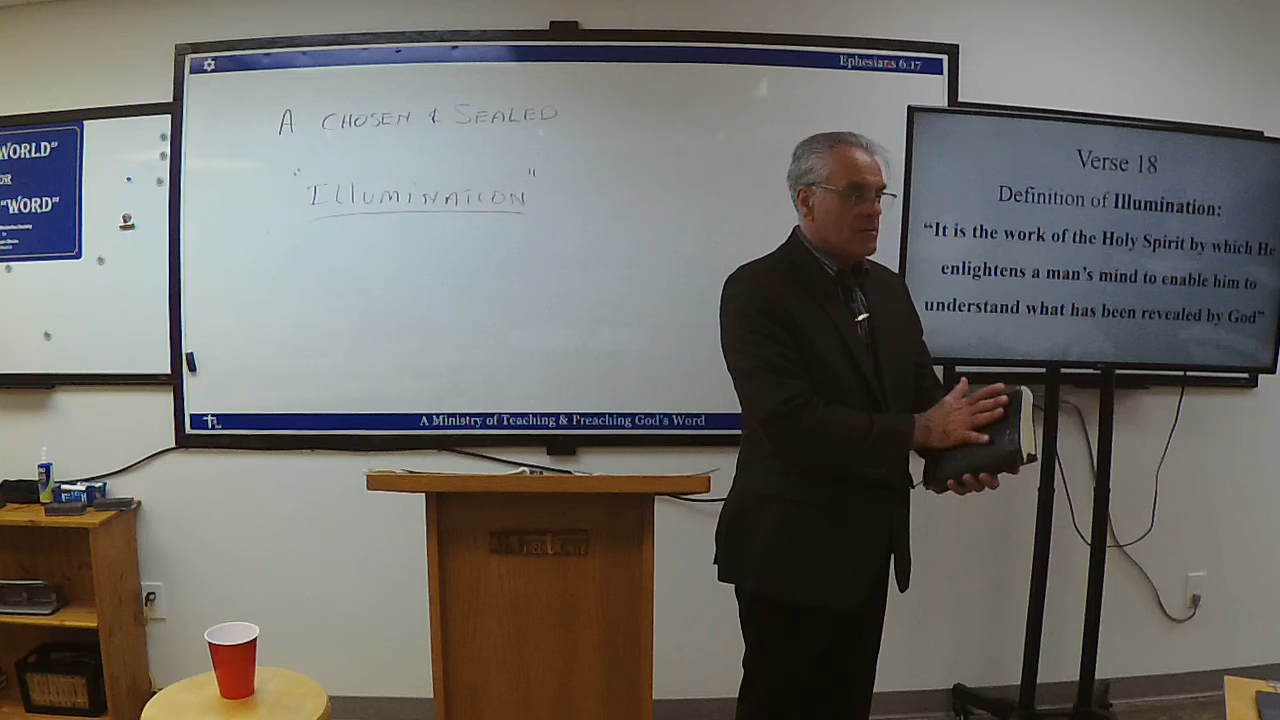 Ephesians 6:17
A CHOSEN & SEALED
"ILLUMINATION"
A Ministry of Teaching & Preaching God's Word
WORLD"
OR
"WORD"
Verse 18
Definition of Illumination:
"It is the work of the Holy Spirit by which He
enlightens a man's mind to enable him to
understand what has been revealed by God"